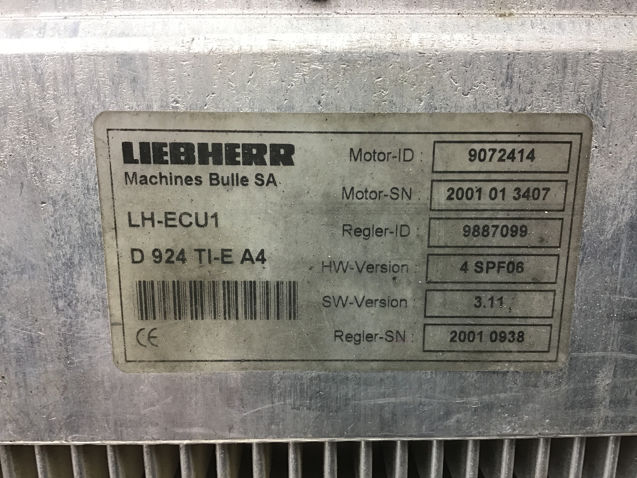 LIEBHERR
Machines Bulle SA
LH-ECU1
D 924 TI-E A4
CE
Motor-ID : 9072414
Motor-SN : 2001 01 3407
Regler-ID : 9887099
HW-Version : 4 SPF06
SW-Version : 3.11
Regler-SN : 2001 0938